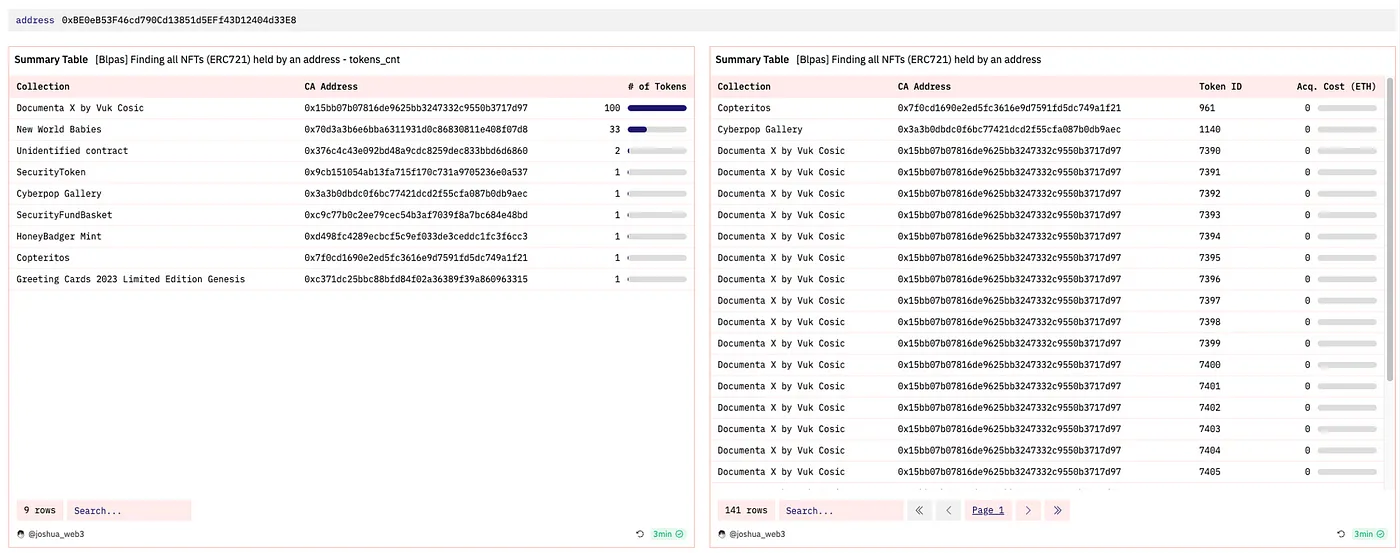 address 0xBE0eB53F46cd790Cd13851d5EFf43D12404d33E8
Summary Table [Blpas] Finding all NFTs (ERC721) held by an address - tokens_cnt
Collection CA Address # of Tokens
Documenta X by Vuk Cosic 0x15bb07b07816de9625bb3247332c9550b3717d97 100
New World Babies 0x70d3a3b6e6bba6311931d0c86830811e408f07d8 33
Unidentified contract 0x376c4c43e092bd48a9cdc8259dec833bbd6d6860 2
SecurityToken 0x9cb151054ab13fa715f170c731a9705236e0a537 1
Cyberpop Gallery 0x3a3b0dbdc0f6bc77421dcd2f55cfa087b0db9aec 1
SecurityFundBasket 0xc9c77b0c2ee79cec54b3af7039f8a7bc684e48bd 1
HoneyBadger Mint 0xd498fc4289ecbcf5c9ef033de3ceddc1fc3f6cc3 1
Copteritos 0x7f0cd1690e2ed5fc3616e9d7591fd5dc749a1f21 1
Greeting Cards 2023 Limited Edition Genesis 0xc371dc25bbc88bfd84f02a36389f39a860963315 1
9 rows Search...
@joshua_web3 3min
Summary Table [Blpas] Finding all NFTs (ERC721) held by an address
Collection CA Address Token ID Acq. Cost (ETH)
Copteritos 0x7f0cd1690e2ed5fc3616e9d7591fd5dc749a1f21 961 0
Cyberpop Gallery 0x3a3b0dbdc0f6bc77421dcd2f55cfa087b0db9aec 1140 0
Documenta X by Vuk Cosic 0x15bb07b07816de9625bb3247332c9550b3717d97 7390 0
Documenta X by Vuk Cosic 0x15bb07b07816de9625bb3247332c9550b3717d97 7391 0
Documenta X by Vuk Cosic 0x15bb07b07816de9625bb3247332c9550b3717d97 7392 0
Documenta X by Vuk Cosic 0x15bb07b07816de9625bb3247332c9550b3717d97 7393 0
Documenta X by Vuk Cosic 0x15bb07b07816de9625bb3247332c9550b3717d97 7394 0
Documenta X by Vuk Cosic 0x15bb07b07816de9625bb3247332c9550b3717d97 7395 0
Documenta X by Vuk Cosic 0x15bb07b07816de9625bb3247332c9550b3717d97 7396 0
Documenta X by Vuk Cosic 0x15bb07b07816de9625bb3247332c9550b3717d97 7397 0
Documenta X by Vuk Cosic 0x15bb07b07816de9625bb3247332c9550b3717d97 7398 0
Documenta X by Vuk Cosic 0x15bb07b07816de9625bb3247332c9550b3717d97 7399 0
Documenta X by Vuk Cosic 0x15bb07b07816de9625bb3247332c9550b3717d97 7400 0
Documenta X by Vuk Cosic 0x15bb07b07816de9625bb3247332c9550b3717d97 7401 0
Documenta X by Vuk Cosic 0x15bb07b07816de9625bb3247332c9550b3717d97 7402 0
Documenta X by Vuk Cosic 0x15bb07b07816de9625bb3247332c9550b3717d97 7403 0
Documenta X by Vuk Cosic 0x15bb07b07816de9625bb3247332c9550b3717d97 7404 0
Documenta X by Vuk Cosic 0x15bb07b07816de9625bb3247332c9550b3717d97 7405 0
141 rows Search... Page 1
@joshua_web3 3min